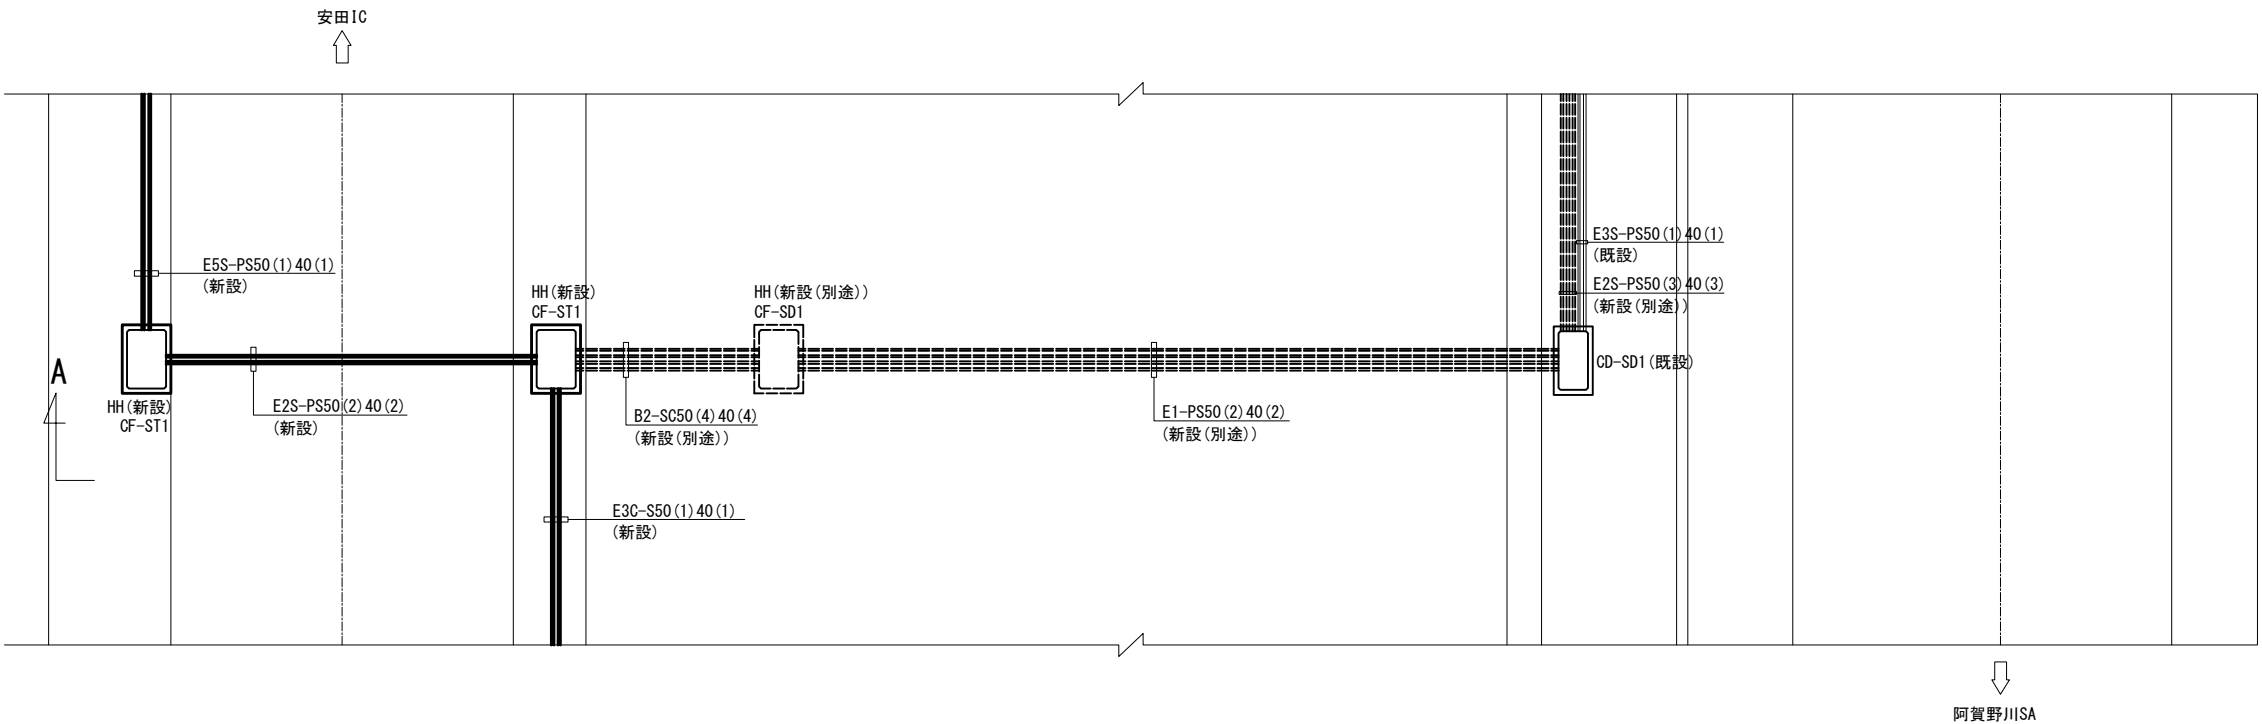 安田IC
E3S-PS50(1)40(1)
(既設)
E5S-PS50(1)40(1)
(新設)
E2S-PS50(3)40(3)
(新設(別途))
HH(新設)
CF-ST1
HH(新設(別途))
CF-SD1
CD-SD1(既設)
A
HH(新設)
CF-ST1
E2S-PS50(2)40(2)
(新設)
B2-SC50(4)40(4)
(新設(別途))
E1-PS50(2)40(2)
(新設(別途))
E3C-S50(1)40(1)
(新設)
阿賀野川SA